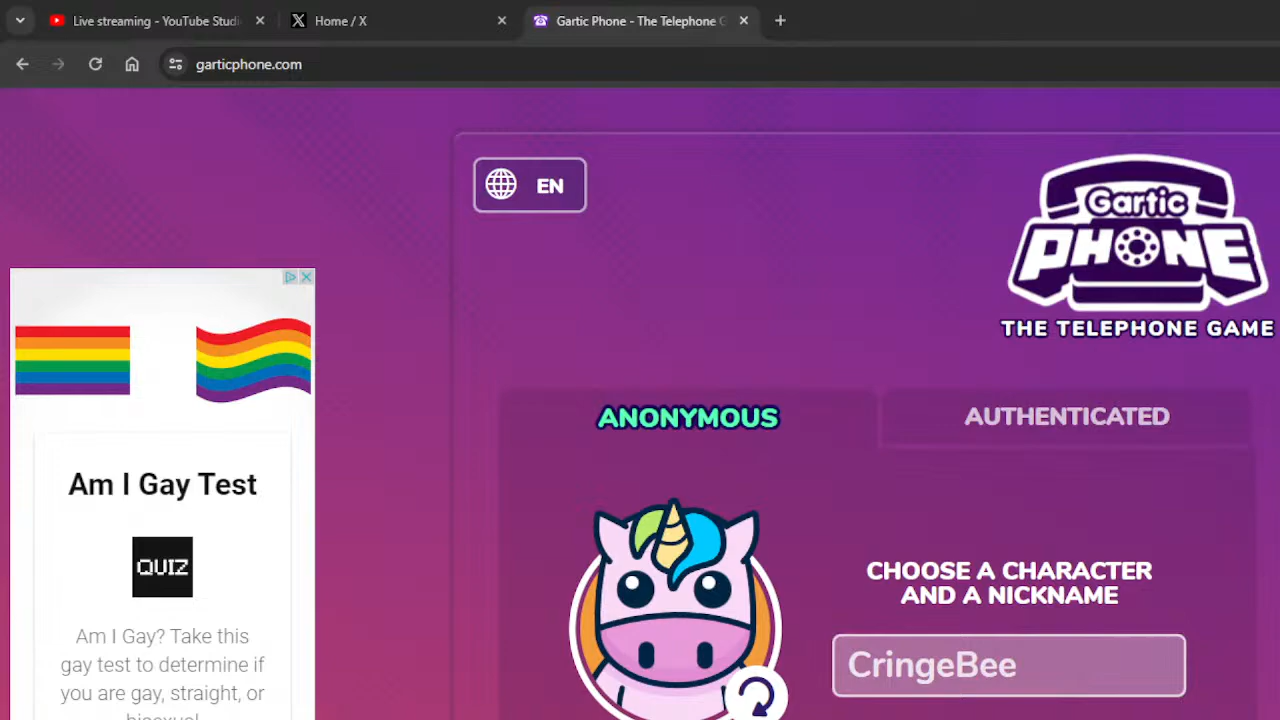 Live streaming - YouTube Studi
Home / X
Gartic Phone - The Telephone G
garticphone.com
EN
Gartic
PHONE
THE TELEPHONE GAME
ANONYMOUS
AUTHENTICATED
CHOOSE A CHARACTER
AND A NICKNAME
CringeBee
Am I Gay Test
QUIZ
Am I Gay? Take this
gay test to determine if
you are gay, straight, or
bisexual